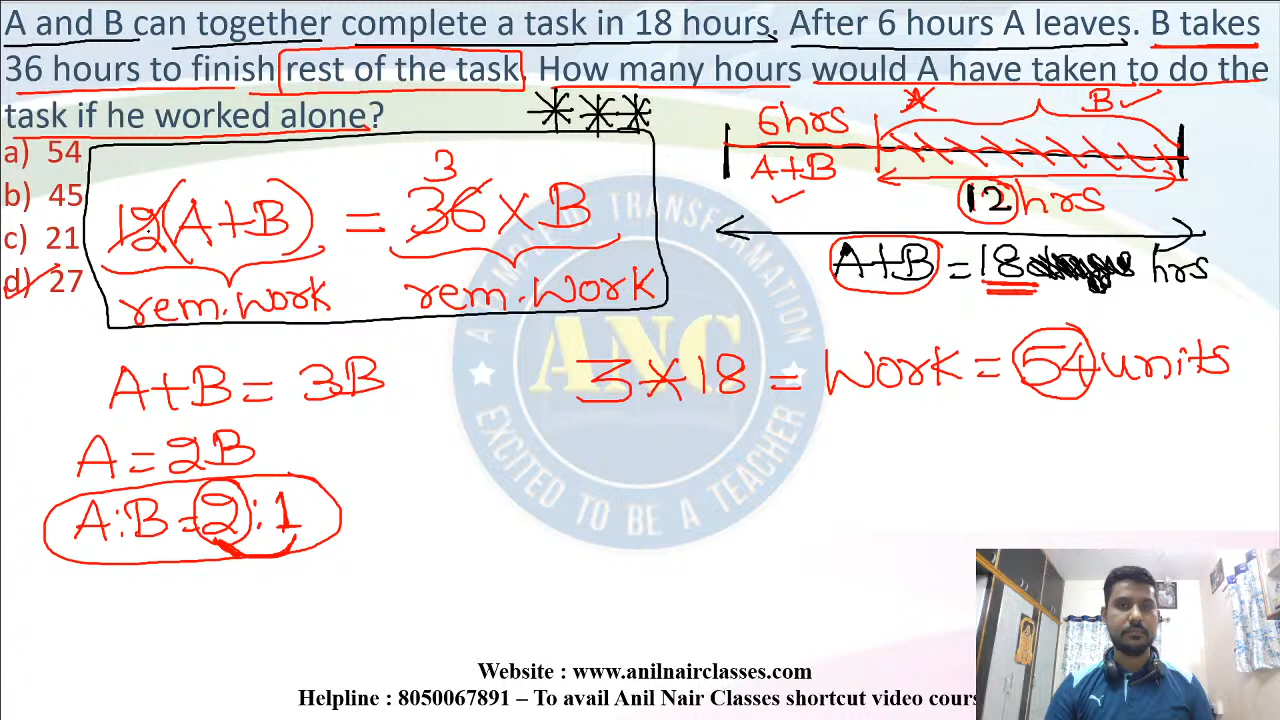 A and B can together complete a task in 18 hours. After 6 hours A leaves. B takes
36 hours to finish rest of the task. How many hours would A have taken to do the
task if he worked alone?
a) 54
b) 45
c) 21
d) 27
12(A+B) = 36 × B
3
rem. work rem. work
6hrs
A B
A+B
12 hrs
A+B = 18 hrs
A+B = 3B
3×18 = Work = 54 units
A = 2B
A:B = 2:1
A SAMPLE OF TRANSFORMATION
ANC
EXCITED TO BE A TEACHER
Website : www.anilnairclasses.com
Helpline : 8050067891 – To avail Anil Nair Classes shortcut video cours